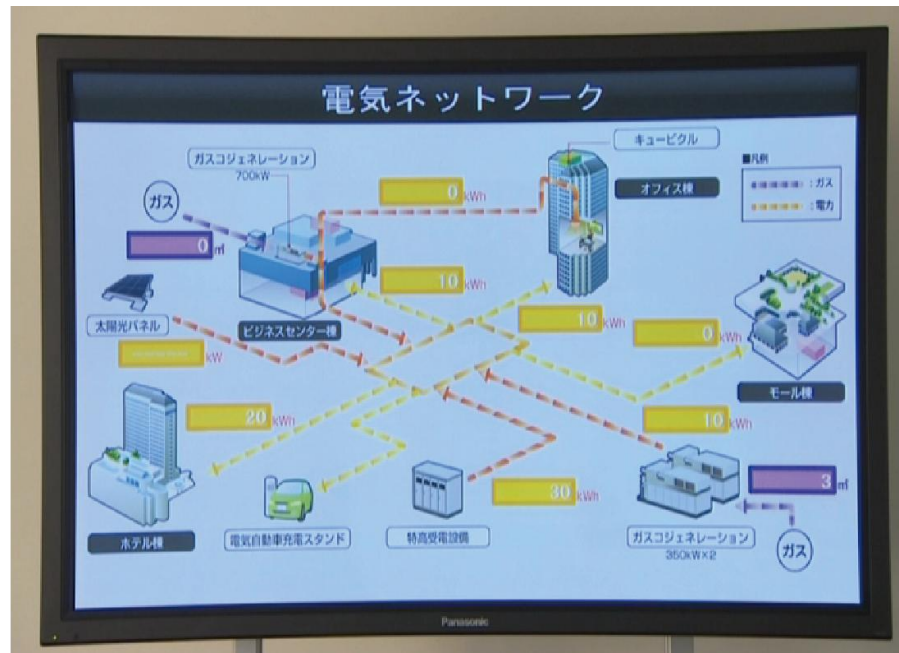 電気ネットワーク
ガスコジェネレーション
700kW
キュービクル
■凡例
:ガス
:電力
オフィス棟
ガス
0 kWh
0 ㎥
10 kWh
10 kWh
0 kWh
太陽光パネル
ビジネスセンター棟
kW
モール棟
20 kWh
10 kWh
30 kWh
3 ㎥
ホテル棟
電気自動車充電スタンド
特高受電設備
ガスコジェネレーション
350kW×2
ガス
Panasonic